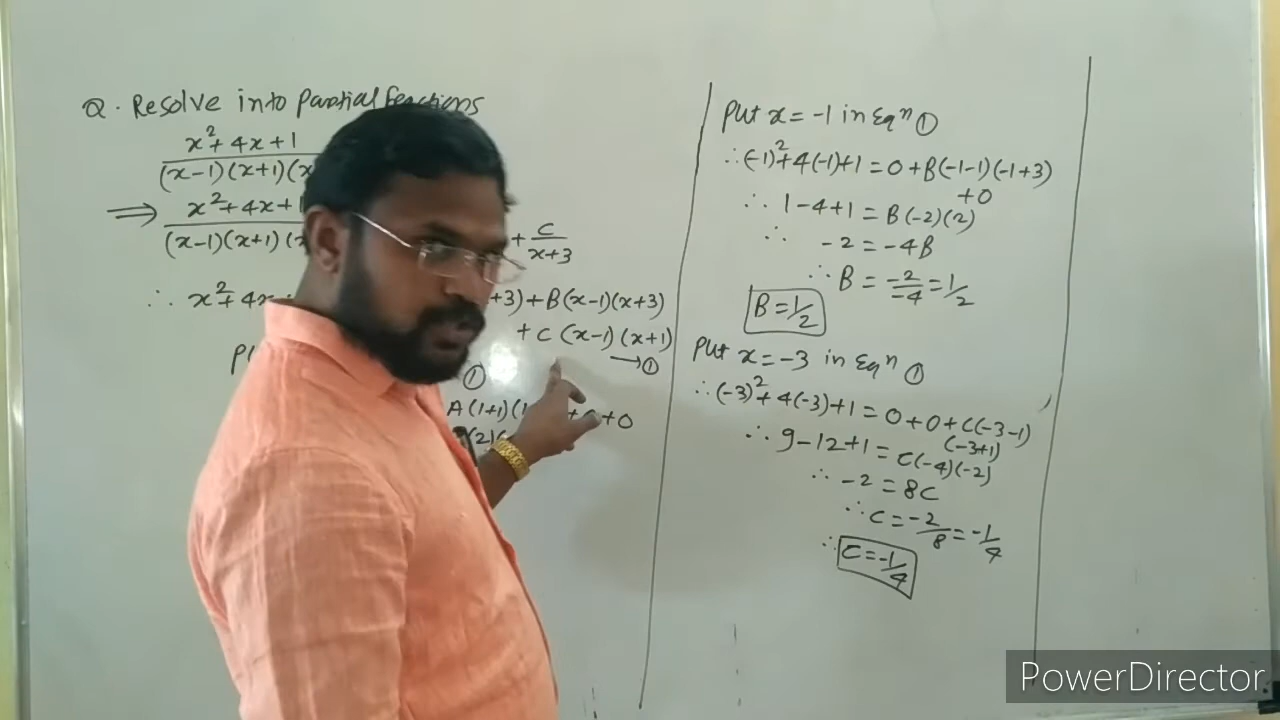 Q. Resolve into Partial fractions
x²+4x+1
(x-1)(x+1)(x
⇒ x²+4x+1
(x-1)(x+1)(x
+ C/x+3
∴ x²+4x
+3)+B(x-1)(x+3)
+ C(x-1)(x+1)
→①
①
A(1+1)(1 +0
(2)(
Put x=-1 in Eqⁿ ①
∴(-1)²+4(-1)+1=0+B(-1-1)(-1+3)
+0
∴ 1-4+1=B(-2)(2)
∴ -2=-4B
∴ B=-2/-4=1/2
B=1/2
Put x=-3 in Eqⁿ ①
∴(-3)²+4(-3)+1=0+0+C(-3-1)
(-3+1)
∴ 9-12+1=C(-4)(-2)
∴ -2=8C
∴ C=-2/8=-1/4
∴ C=-1/4
PowerDirector